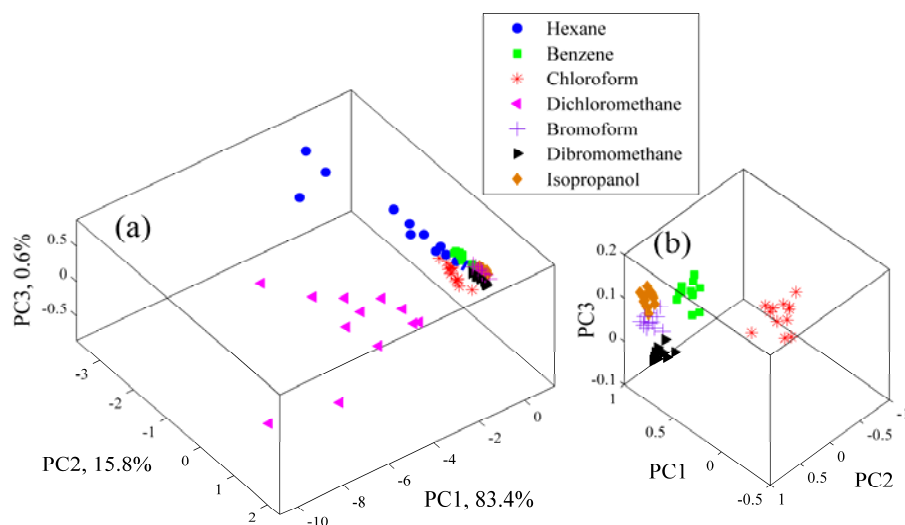 Hexane
Benzene
Chloroform
Dichloromethane
Bromoform
Dibromomethane
Isopropanol
(a)
PC3, 0.6%
0.5
0
-0.5
-3
-2
-1
0
1
2
PC2, 15.8%
-10
-8
-6
-4
-2
0
PC1, 83.4%
(b)
PC3
0.2
0.1
0
-0.1
1
0.5
0
-0.5
PC1
1
0.5
0
-0.5
PC2